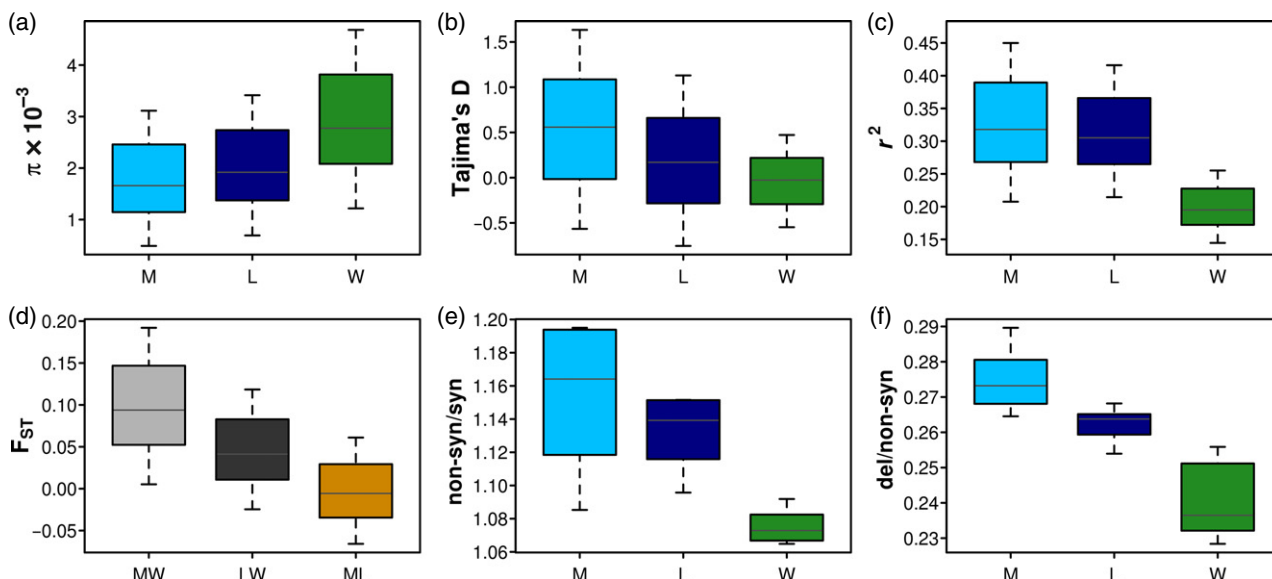 (a)
π × 10⁻³
4
3
2
1
M L W
(b)
Tajima's D
1.5
1.0
0.5
0.0
−0.5
M L W
(c)
r²
0.45
0.40
0.35
0.30
0.25
0.20
0.15
M L W
(d)
FST
0.20
0.15
0.10
0.05
0.00
−0.05
MW LW ML
(e)
non-syn/syn
1.20
1.18
1.16
1.14
1.12
1.10
1.08
1.06
M L W
(f)
del/non-syn
0.29
0.28
0.27
0.26
0.25
0.24
0.23
M L W